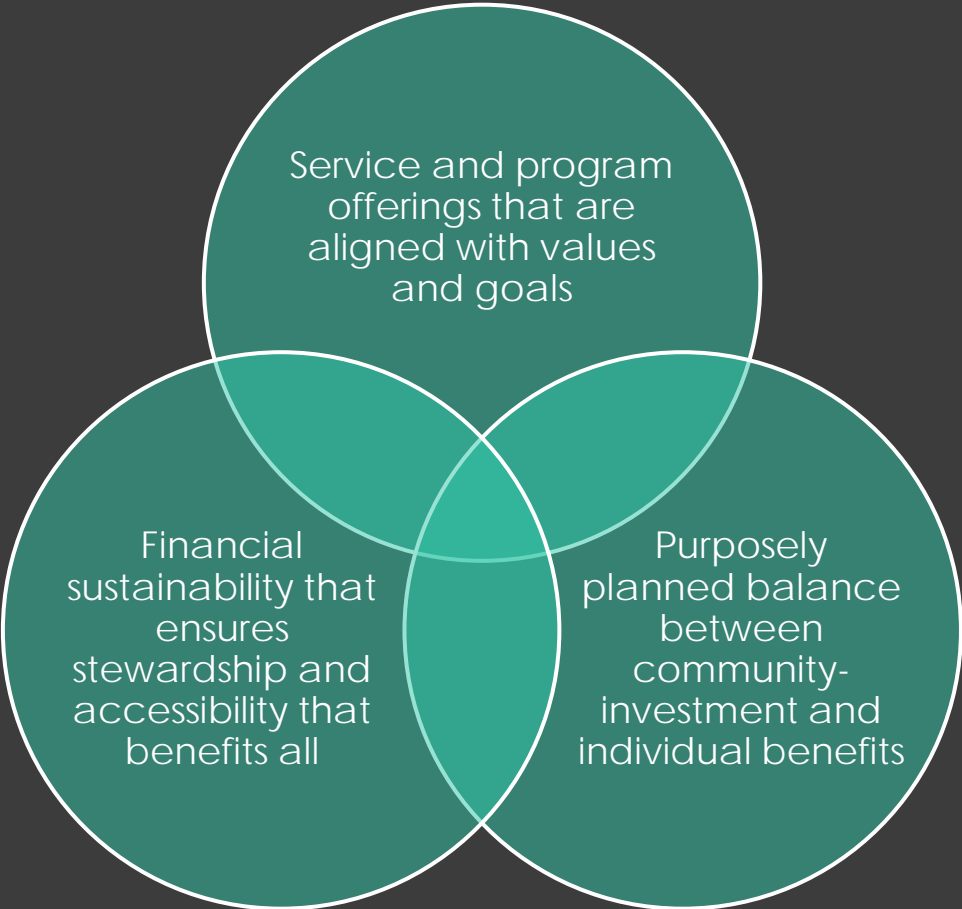 Service and program
offerings that are
aligned with values
and goals
Financial
sustainability that
ensures
stewardship and
accessibility that
benefits all
Purposely
planned balance
between
community-
investment and
individual benefits